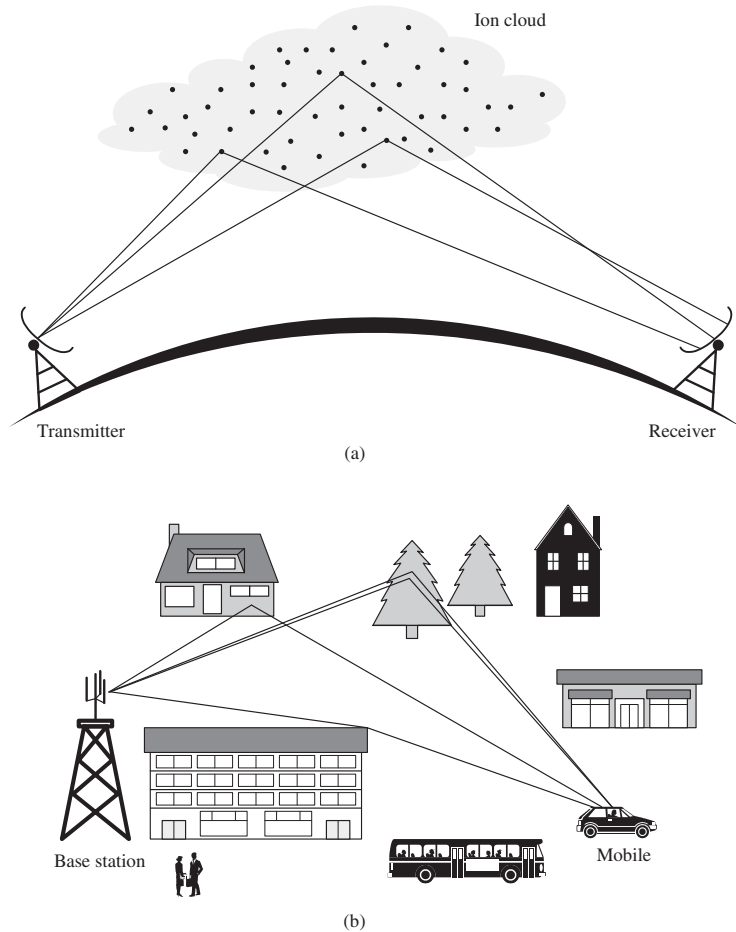 Ion cloud
Transmitter
Receiver
(a)
Base station
Mobile
(b)